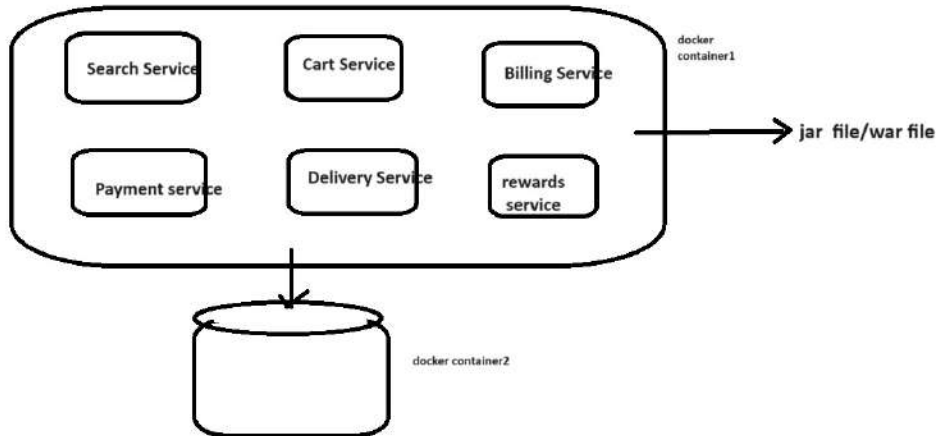 docker
container1
Search Service
Cart Service
Billing Service
jar file/war file
Payment service
Delivery Service
rewards
service
docker container2